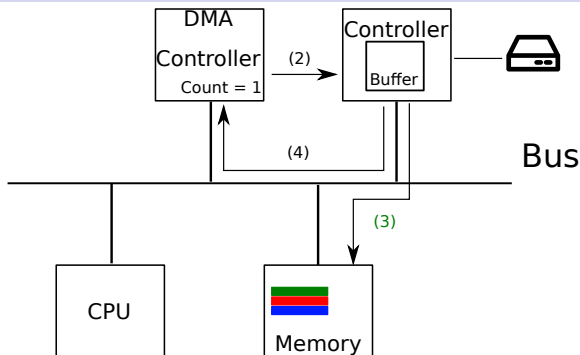 DMA
Controller
Count = 1
(2)
Controller
Buffer
(4)
Bus
(3)
CPU
Memory